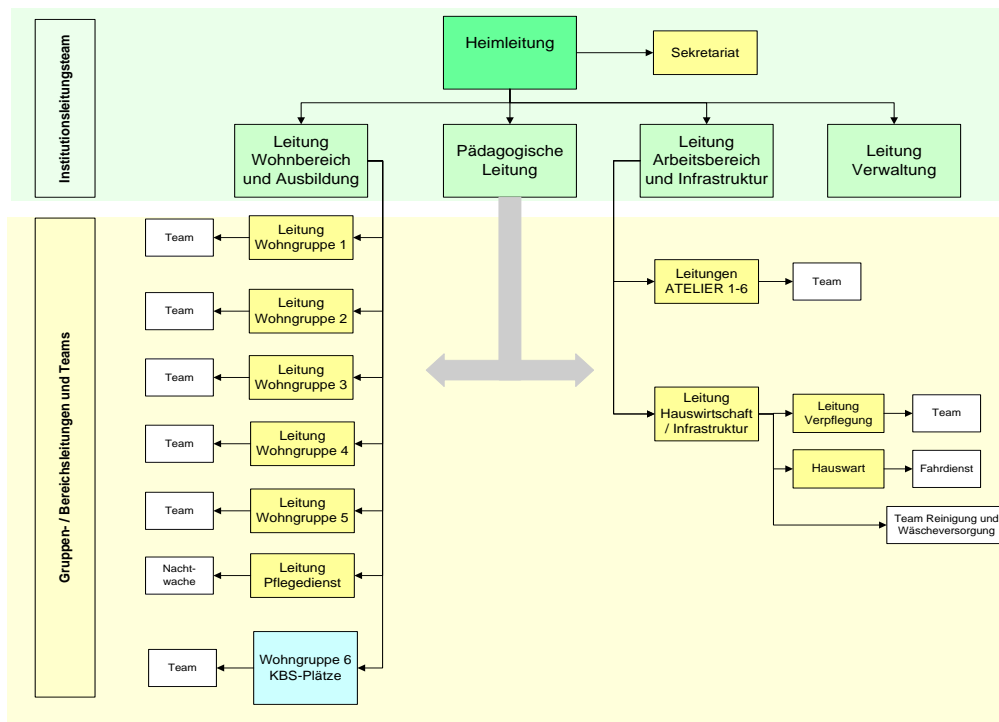 Institutionsleitungsteam
Heimleitung
Sekretariat
Leitung
Wohnbereich
und Ausbildung
Pädagogische
Leitung
Leitung
Arbeitsbereich
und Infrastruktur
Leitung
Verwaltung
Gruppen- / Bereichsleitungen und Teams
Team
Leitung
Wohngruppe 1
Team
Leitung
Wohngruppe 2
Team
Leitung
Wohngruppe 3
Team
Leitung
Wohngruppe 4
Team
Leitung
Wohngruppe 5
Nacht-
wache
Leitung
Pflegedienst
Team
Wohngruppe 6
KBS-Plätze
Leitungen
ATELIER 1-6
Team
Leitung
Hauswirtschaft
/ Infrastruktur
Leitung
Verpflegung
Team
Hauswart
Fahrdienst
Team Reinigung und
Wäscheversorgung